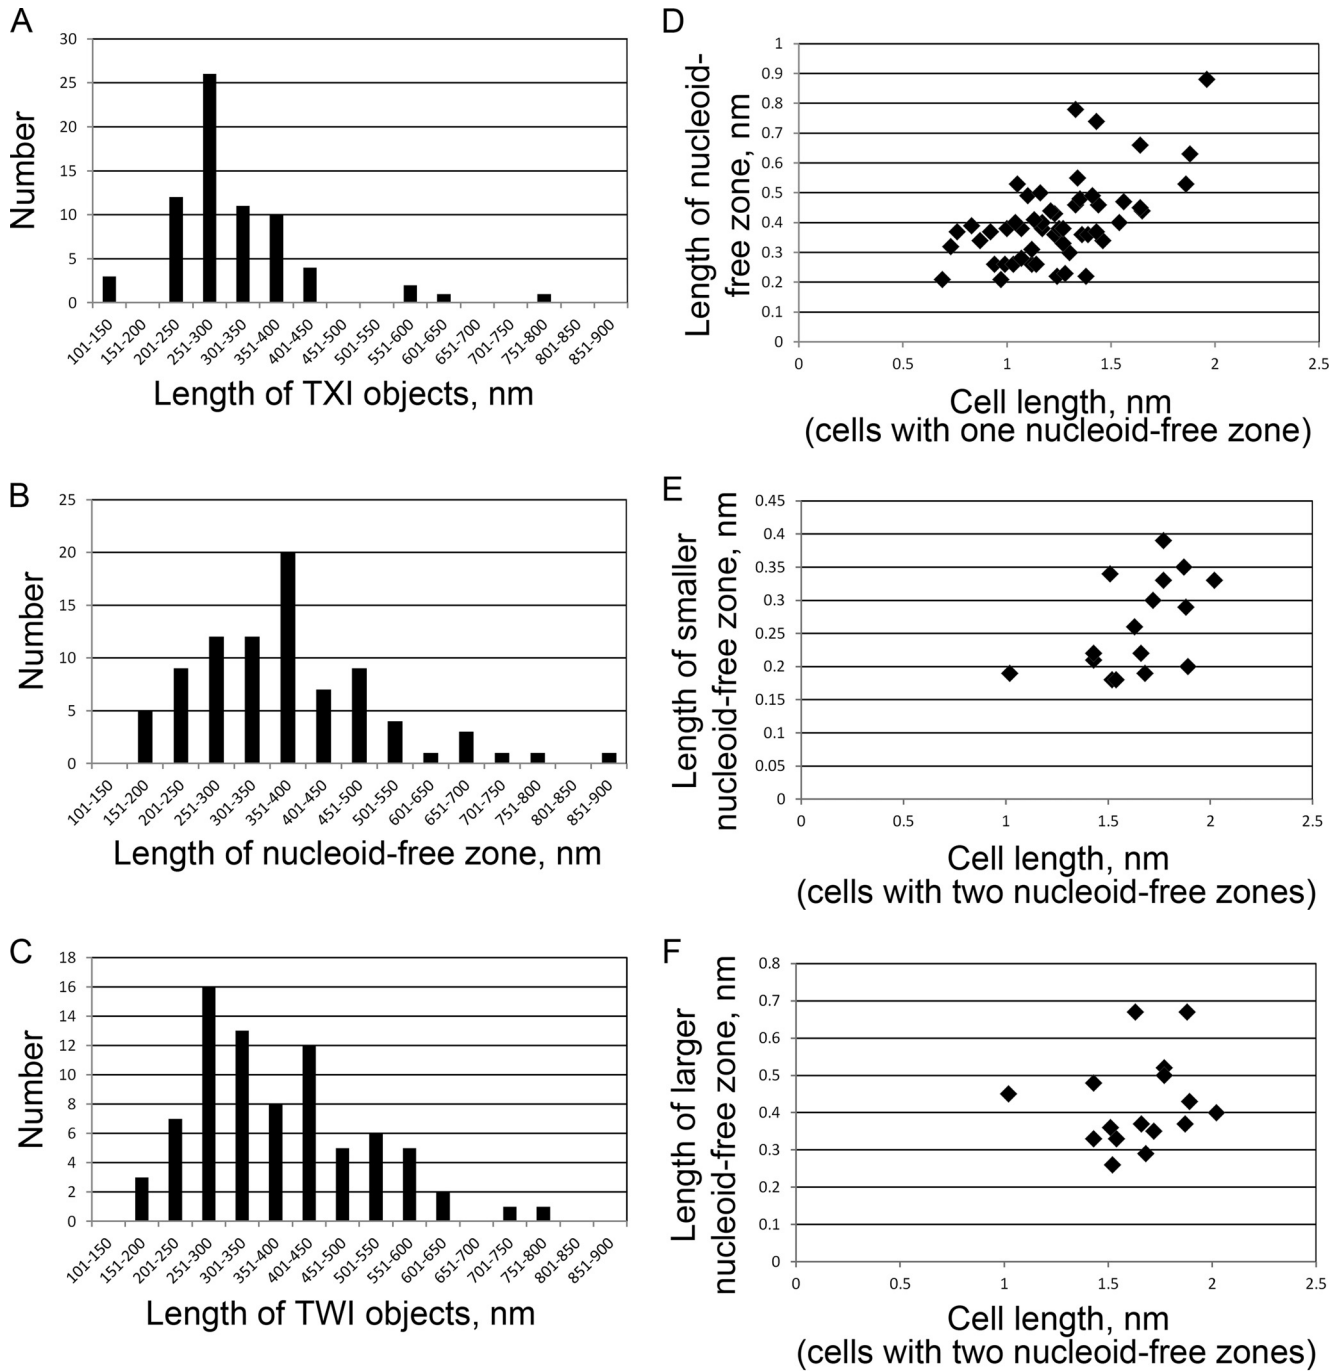 A
30
25
20
15
10
5
0
Number
101-150 151-200 201-250 251-300 301-350 351-400 401-450 451-500 501-550 551-600 601-650 651-700 701-750 751-800 801-850 851-900
Length of TXI objects, nm
B
25
20
15
10
5
0
Number
101-150 151-200 201-250 251-300 301-350 351-400 401-450 451-500 501-550 601-650 651-700 701-750 751-800 801-850 851-900
Length of nucleoid-free zone, nm
C
18
16
14
12
10
8
6
4
2
0
Number
101-150 151-200 201-250 251-300 301-350 351-400 401-450 451-500 501-550 551-600 601-650 651-700 701-750 751-800 801-850 851-900
Length of TWI objects, nm
D
1
0.9
0.8
0.7
0.6
0.5
0.4
0.3
0.2
0.1
0
Length of nucleoid-
free zone, nm
0 0.5 1 1.5 2 2.5
Cell length, nm
(cells with one nucleoid-free zone)
E
0.45
0.4
0.35
0.3
0.25
0.2
0.15
0.1
0.05
0
Length of smaller
nucleoid-free zone, nm
0 0.5 1 1.5 2 2.5
Cell length, nm
(cells with two nucleoid-free zones)
F
0.8
0.7
0.6
0.5
0.4
0.3
0.2
0.1
0
Length of larger
nucleoid-free zone, nm
0 0.5 1 1.5 2 2.5
Cell length, nm
(cells with two nucleoid-free zones)